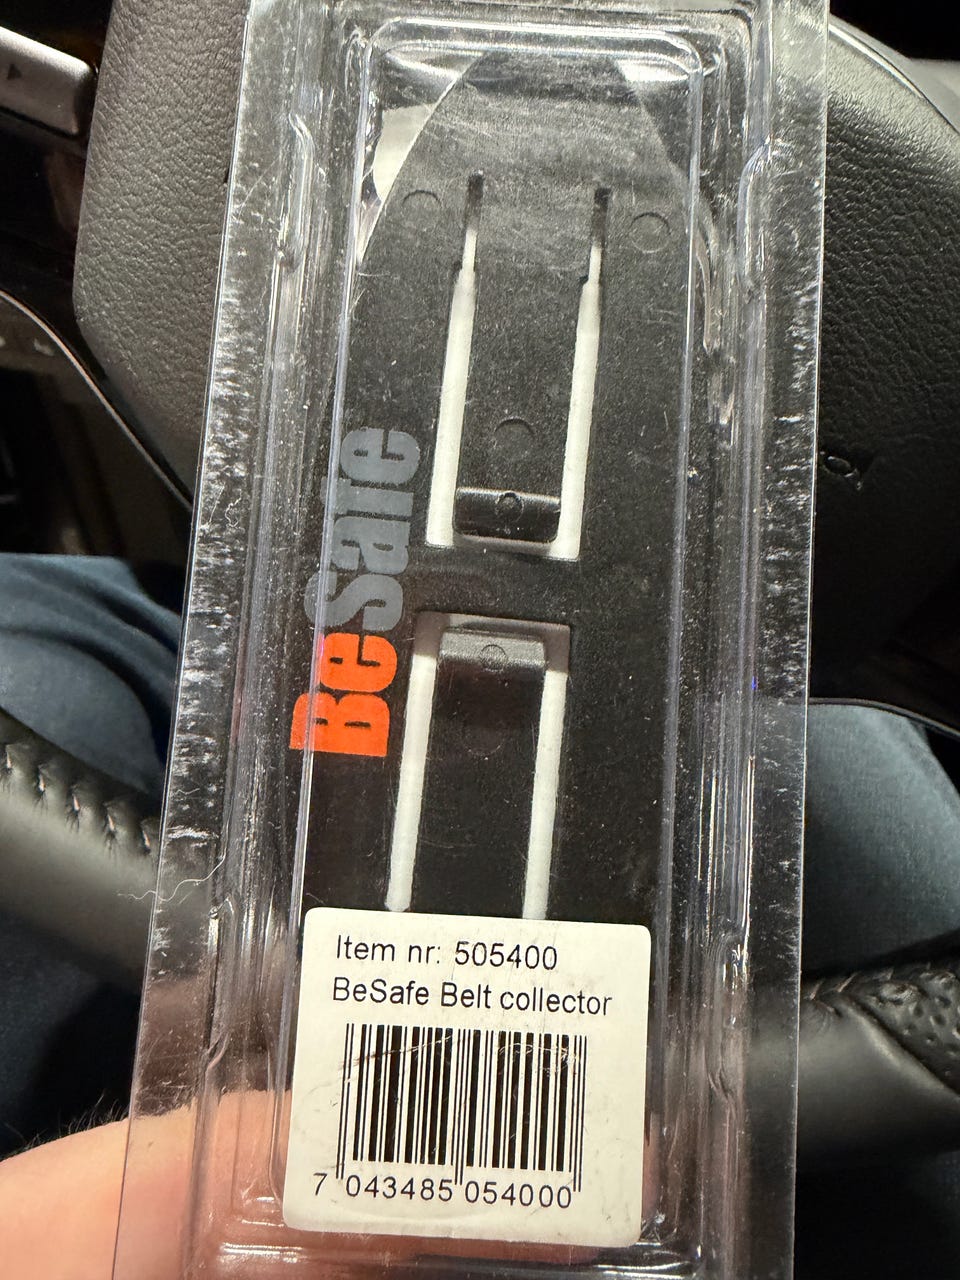 BeSafe
Item nr: 505400
BeSafe Belt collector
7 043485 054000